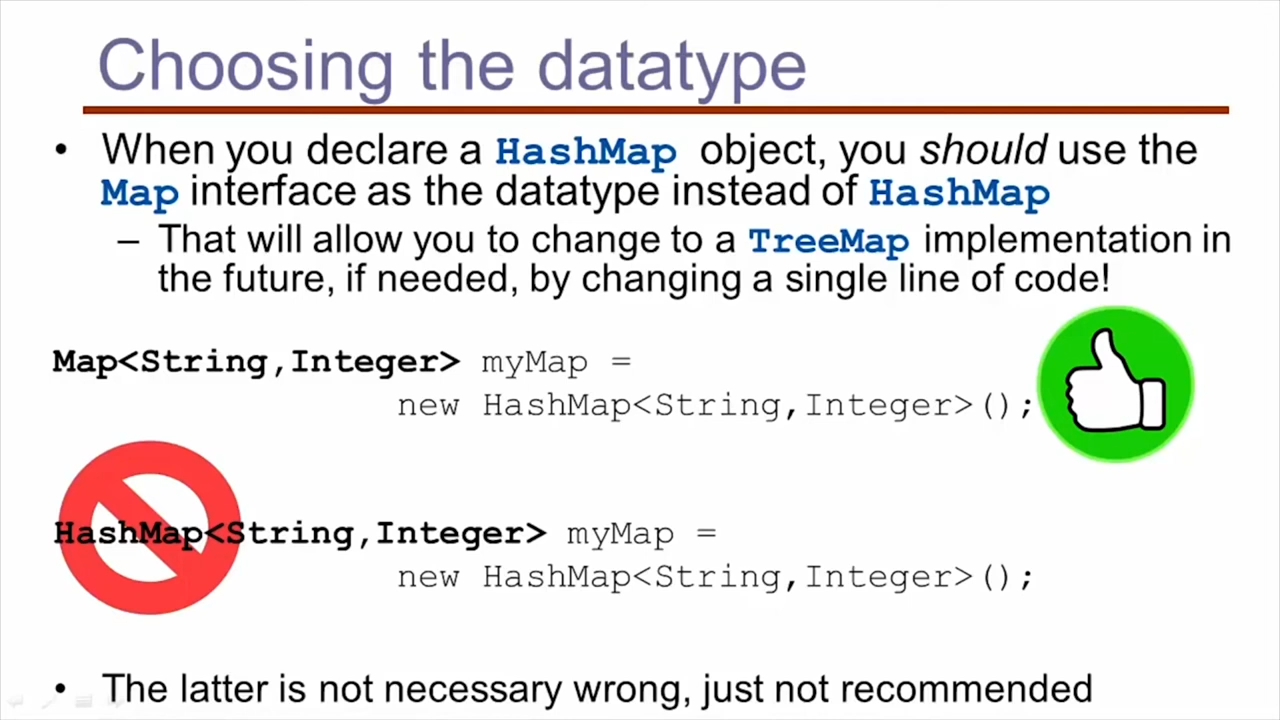 Choosing the datatype
• When you declare a HashMap object, you should use the
Map interface as the datatype instead of HashMap
– That will allow you to change to a TreeMap implementation in
the future, if needed, by changing a single line of code!
Map<String,Integer> myMap =
new HashMap<String,Integer>();
HashMap<String,Integer> myMap =
new HashMap<String,Integer>();
• The latter is not necessary wrong, just not recommended